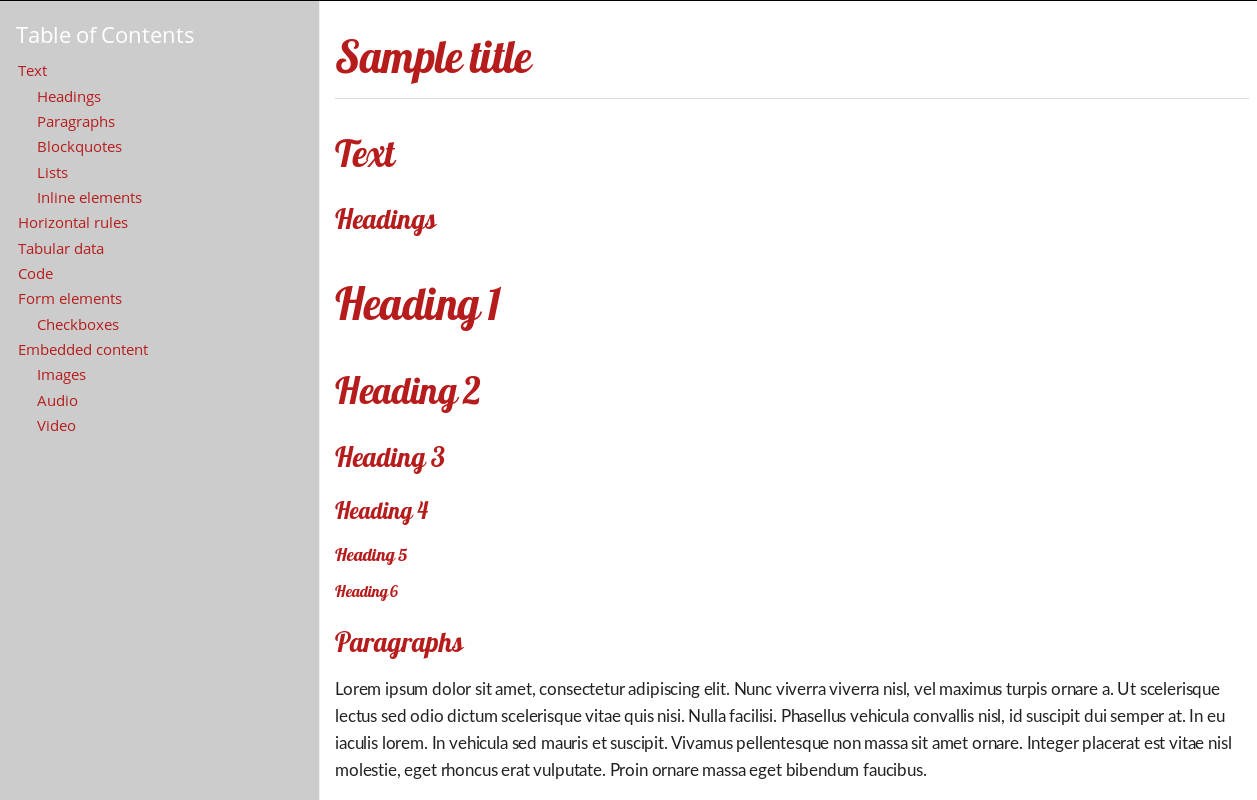 Table of Contents
Text
Headings
Paragraphs
Blockquotes
Lists
Inline elements
Horizontal rules
Tabular data
Code
Form elements
Checkboxes
Embedded content
Images
Audio
Video
Sample title
Text
Headings
Heading 1
Heading 2
Heading 3
Heading 4
Heading 5
Heading 6
Paragraphs
Lorem ipsum dolor sit amet, consectetur adipiscing elit. Nunc viverra viverra nisl, vel maximus turpis ornare a. Ut scelerisque
lectus sed odio dictum scelerisque vitae quis nisi. Nulla facilisi. Phasellus vehicula convallis nisl, id suscipit dui semper at. In eu
iaculis lorem. In vehicula sed mauris et suscipit. Vivamus pellentesque non massa sit amet ornare. Integer placerat est vitae nisl
molestie, eget rhoncus erat vulputate. Proin ornare massa eget bibendum faucibus.